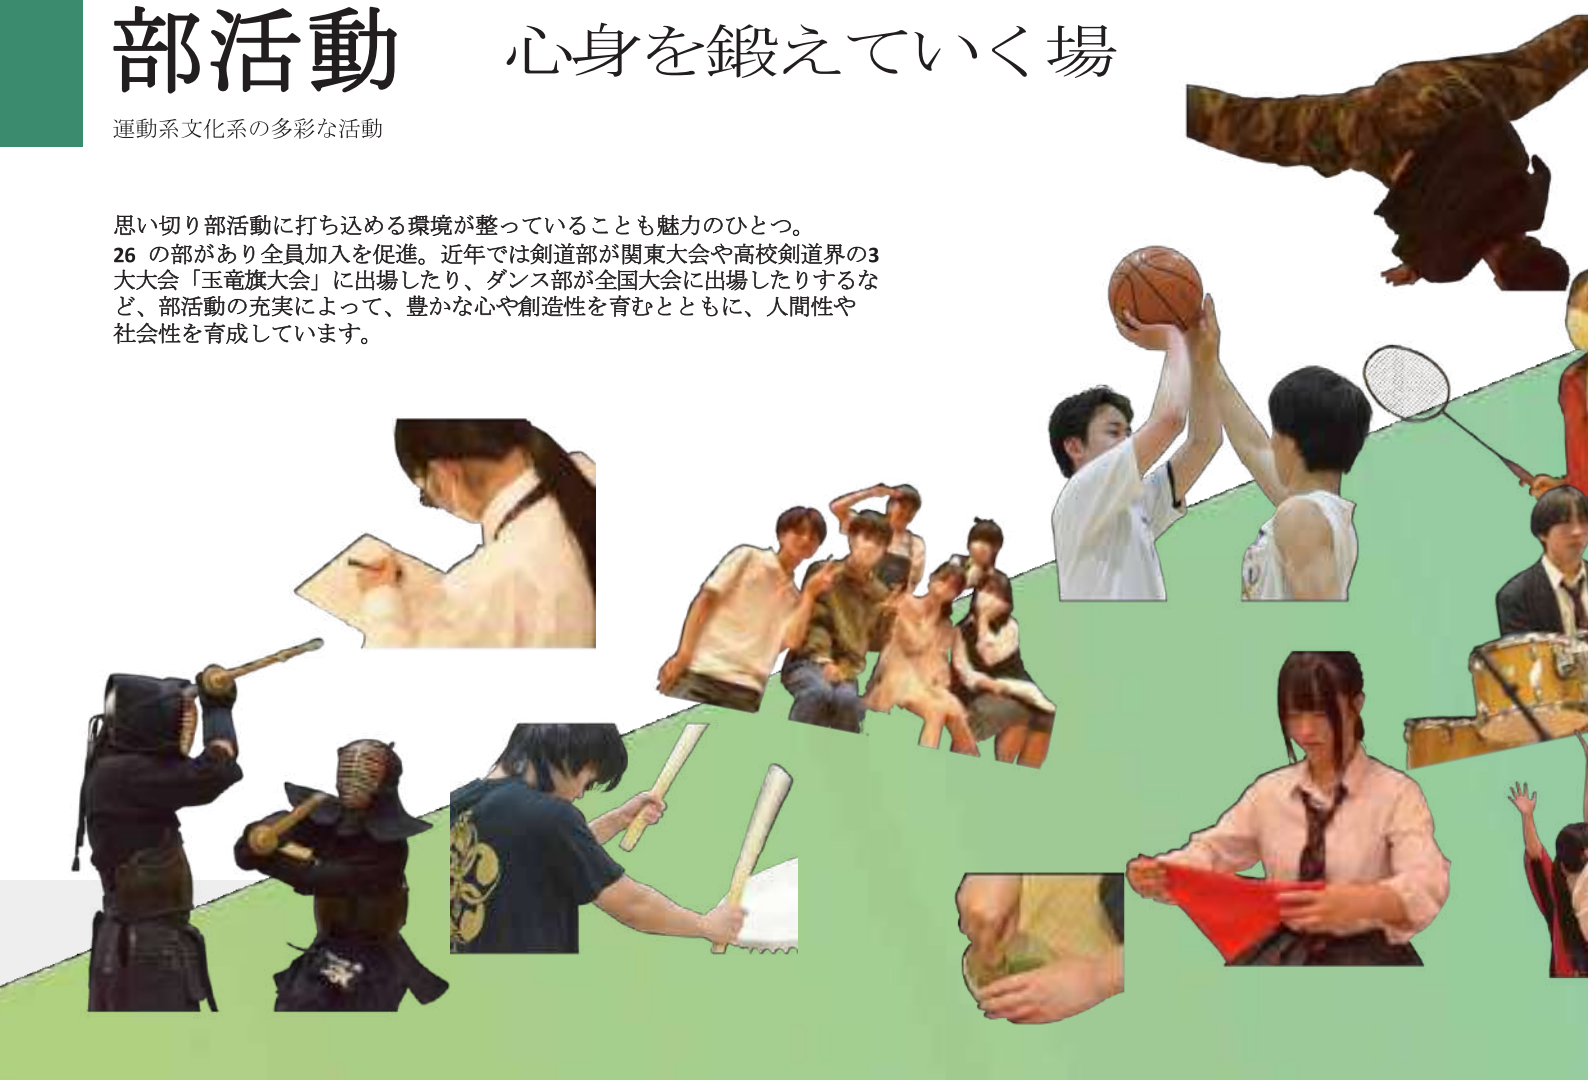 部活動
心身を鍛えていく場
運動系文化系の多彩な活動
思い切り部活動に打ち込める環境が整っていることも魅力のひとつ。
26 の部があり全員加入を促進。近年では剣道部が関東大会や高校剣道界の3
大大会「玉竜旗大会」に出場したり、ダンス部が全国大会に出場したりするな
ど、部活動の充実によって、豊かな心や創造性を育むとともに、人間性や
社会性を育成しています。